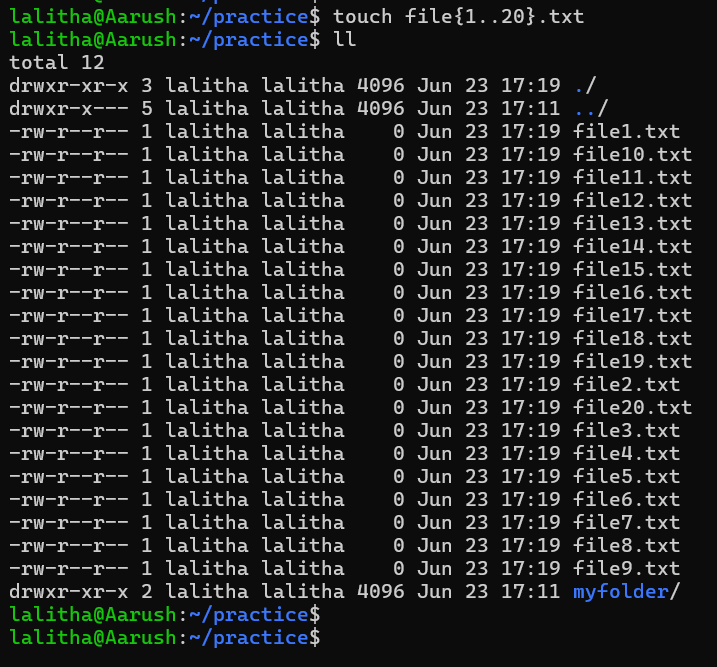 lalitha@Aarush:~/practice$ touch file{1..20}.txt
lalitha@Aarush:~/practice$ ll
total 12
drwxr-xr-x 3 lalitha lalitha 4096 Jun 23 17:19 ./
drwxr-x--- 5 lalitha lalitha 4096 Jun 23 17:11 ../
-rw-r--r-- 1 lalitha lalitha    0 Jun 23 17:19 file1.txt
-rw-r--r-- 1 lalitha lalitha    0 Jun 23 17:19 file10.txt
-rw-r--r-- 1 lalitha lalitha    0 Jun 23 17:19 file11.txt
-rw-r--r-- 1 lalitha lalitha    0 Jun 23 17:19 file12.txt
-rw-r--r-- 1 lalitha lalitha    0 Jun 23 17:19 file13.txt
-rw-r--r-- 1 lalitha lalitha    0 Jun 23 17:19 file14.txt
-rw-r--r-- 1 lalitha lalitha    0 Jun 23 17:19 file15.txt
-rw-r--r-- 1 lalitha lalitha    0 Jun 23 17:19 file16.txt
-rw-r--r-- 1 lalitha lalitha    0 Jun 23 17:19 file17.txt
-rw-r--r-- 1 lalitha lalitha    0 Jun 23 17:19 file18.txt
-rw-r--r-- 1 lalitha lalitha    0 Jun 23 17:19 file19.txt
-rw-r--r-- 1 lalitha lalitha    0 Jun 23 17:19 file2.txt
-rw-r--r-- 1 lalitha lalitha    0 Jun 23 17:19 file20.txt
-rw-r--r-- 1 lalitha lalitha    0 Jun 23 17:19 file3.txt
-rw-r--r-- 1 lalitha lalitha    0 Jun 23 17:19 file4.txt
-rw-r--r-- 1 lalitha lalitha    0 Jun 23 17:19 file5.txt
-rw-r--r-- 1 lalitha lalitha    0 Jun 23 17:19 file6.txt
-rw-r--r-- 1 lalitha lalitha    0 Jun 23 17:19 file7.txt
-rw-r--r-- 1 lalitha lalitha    0 Jun 23 17:19 file8.txt
-rw-r--r-- 1 lalitha lalitha    0 Jun 23 17:19 file9.txt
drwxr-xr-x 2 lalitha lalitha 4096 Jun 23 17:11 myfolder/
lalitha@Aarush:~/practice$
lalitha@Aarush:~/practice$